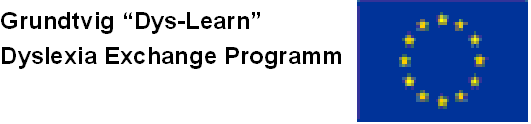 Grundtvig “Dys-Learn”
Dyslexia Exchange Programm